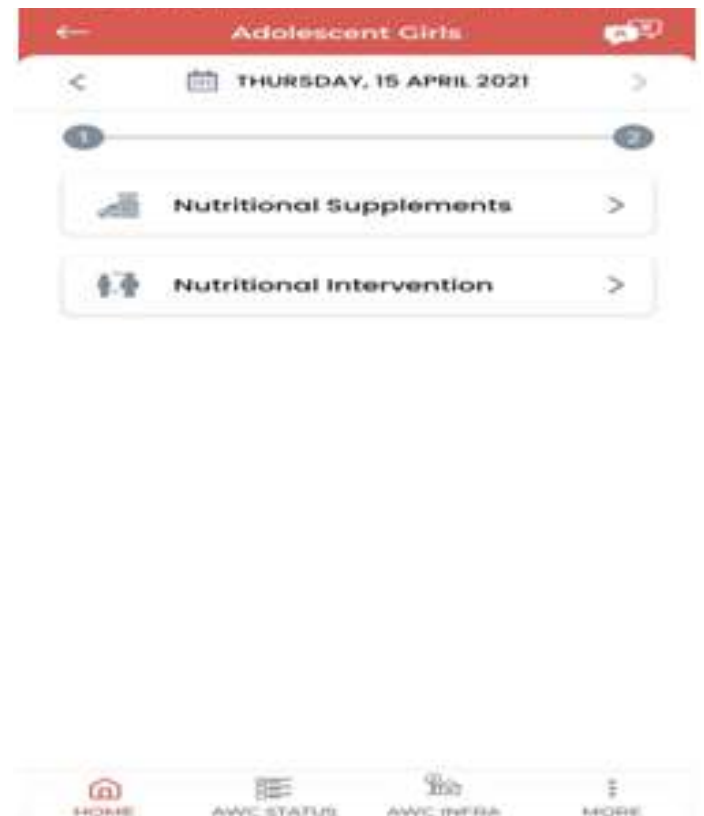 Adolescent Girls
THURSDAY, 15 APRIL 2021
1 2
Nutritional Supplements
Nutritional Intervention
HOME AWC STATUS AWC INFRA MORE